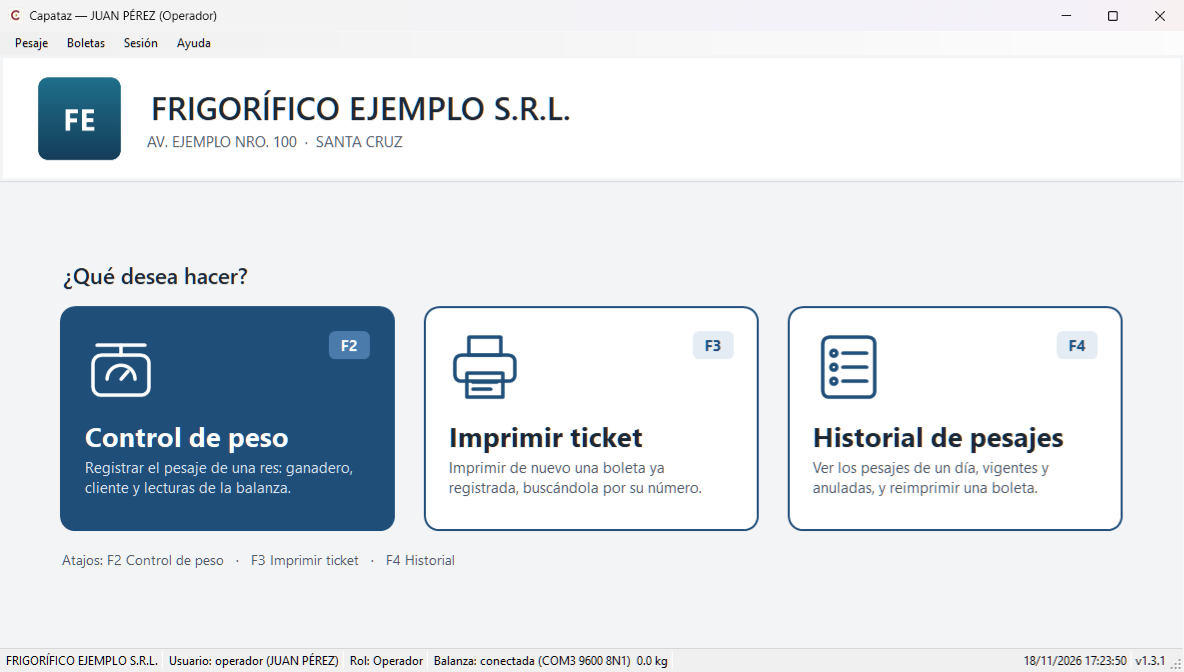 Capataz — JUAN PÉREZ (Operador)
Pesaje Boletas Sesión Ayuda
FE
FRIGORÍFICO EJEMPLO S.R.L.
AV. EJEMPLO NRO. 100 · SANTA CRUZ
¿Qué desea hacer?
F2
Control de peso
Registrar el pesaje de una res: ganadero,
cliente y lecturas de la balanza.
F3
Imprimir ticket
Imprimir de nuevo una boleta ya
registrada, buscándola por su número.
F4
Historial de pesajes
Ver los pesajes de un día, vigentes y
anuladas, y reimprimir una boleta.
Atajos: F2 Control de peso · F3 Imprimir ticket · F4 Historial
FRIGORÍFICO EJEMPLO S.R.L. Usuario: operador (JUAN PÉREZ) Rol: Operador Balanza: conectada (COM3 9600 8N1) 0.0 kg 18/11/2026 17:23:50 v1.3.1